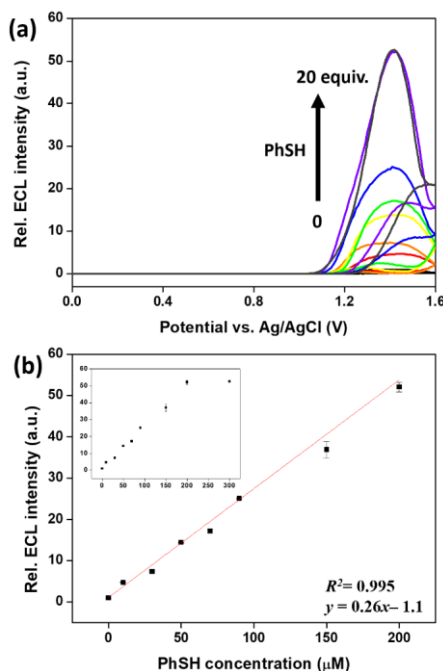 (a)
60
50
40
30
20
10
0
Rel. ECL intensity (a.u.)
20 equiv.
PhSH
0
0.0 0.4 0.8 1.2 1.6
Potential vs. Ag/AgCl (V)
(b)
60
50
40
30
20
10
0
Rel. ECL intensity (a.u.)
60
50
40
30
20
10
0
0 50 100 150 200 250 300
R²= 0.995
y = 0.26x– 1.1
0 50 100 150 200
PhSH concentration (μM)